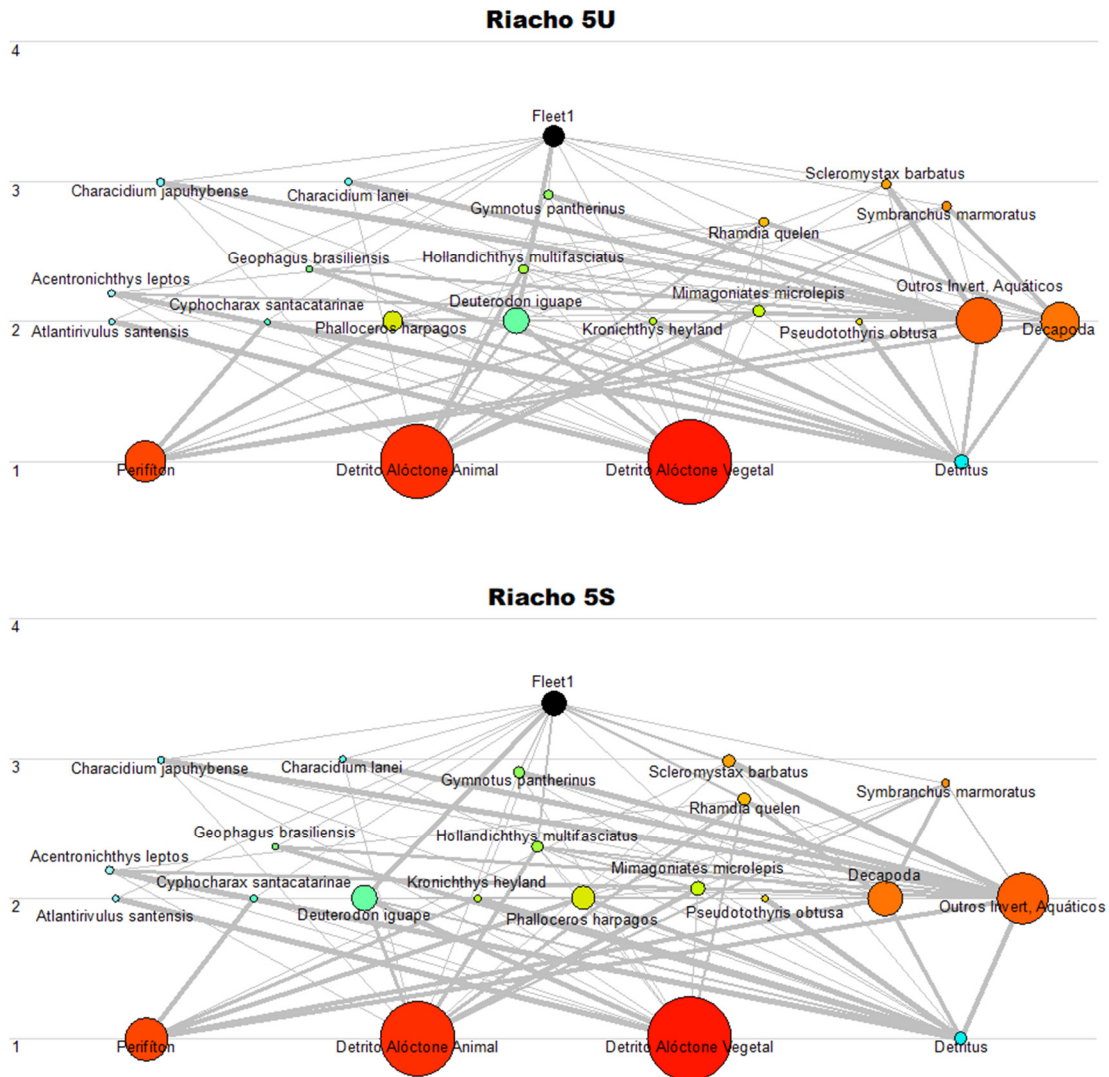 Riacho 5U
4
Fleet1
Scleromystax barbatus
3
Characidium japuhybense
Characidium lanei
Gymnotus pantherinus
Symbranchus marmoratus
Rhamdia quelen
Geophagus brasiliensis
Hollandichthys multifasciatus
Acentronichthys leptos
Outros Invert, Aquáticos
Cyphocharax santacatarinae
Deuterodon iguape
Mimagoniates microlepis
2
Atlantirivulus santensis
Phalloceros harpagos
Kronichthys heyland
Pseudotothyris obtusa
Decapoda
1
Perifíton
Detrito Alóctone Animal
Detrito Alóctone Vegetal
Detritus
Riacho 5S
4
Fleet1
3
Characidium japuhybense
Characidium lanei
Gymnotus pantherinus
Scleromystax barbatus
Symbranchus marmoratus
Rhamdia quelen
Geophagus brasiliensis
Hollandichthys multifasciatus
Acentronichthys leptos
Mimagoniates microlepis
Cyphocharax santacatarinae
Kronichthys heyland
Decapoda
2
Atlantirivulus santensis
Deuterodon iguape
Phalloceros harpagos
Pseudotothyris obtusa
Outros Invert, Aquáticos
1
Perifíton
Detrito Alóctone Animal
Detrito Alóctone Vegetal
Detritus